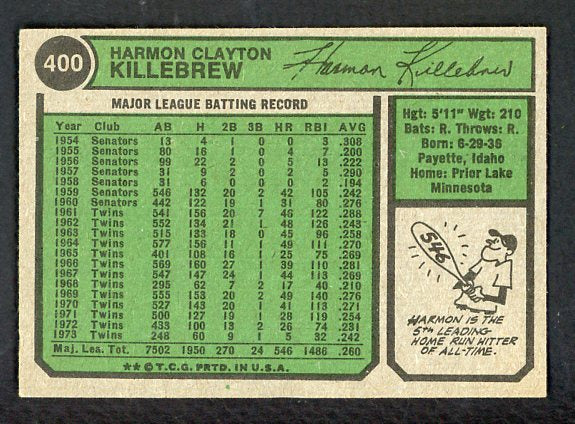 400
HARMON CLAYTON
KILLEBREW
Harmon Killebrew
MAJOR LEAGUE BATTING RECORD
Year Club AB H 2B 3B HR RBI AVG
1954 Senators 13 4 1 0 0 3 .308
1955 Senators 80 16 1 0 4 7 .200
1956 Senators 99 22 2 0 5 13 .222
1957 Senators 31 9 2 0 2 5 .290
1958 Senators 31 6 0 0 0 2 .194
1959 Senators 546 132 20 2 42 105 .242
1960 Senators 442 122 19 1 31 80 .276
1961 Twins 541 156 20 7 46 122 .288
1962 Twins 552 134 21 1 48 126 .243
1963 Twins 515 133 18 0 45 96 .258
1964 Twins 577 156 11 1 49 111 .270
1965 Twins 401 108 16 1 25 75 .269
1966 Twins 569 160 27 1 39 110 .281
1967 Twins 547 147 24 1 44 113 .269
1968 Twins 295 62 7 2 17 40 .210
1969 Twins 555 153 20 2 49 140 .276
1970 Twins 527 143 20 1 41 113 .271
1971 Twins 500 127 19 1 28 119 .254
1972 Twins 433 100 13 2 26 74 .231
1973 Twins 248 60 9 1 5 32 .242
Maj. Lea. Tot. 7502 1950 270 24 546 1486 .260
★★ © T.C.G. PRTD. IN U.S.A.
Hgt: 5'11" Wgt: 210
Bats: R. Throws: R.
Born: 6-29-36
Payette, Idaho
Home: Prior Lake
Minnesota
546
HARMON IS THE
5TH LEADING
HOME RUN HITTER
OF ALL-TIME.